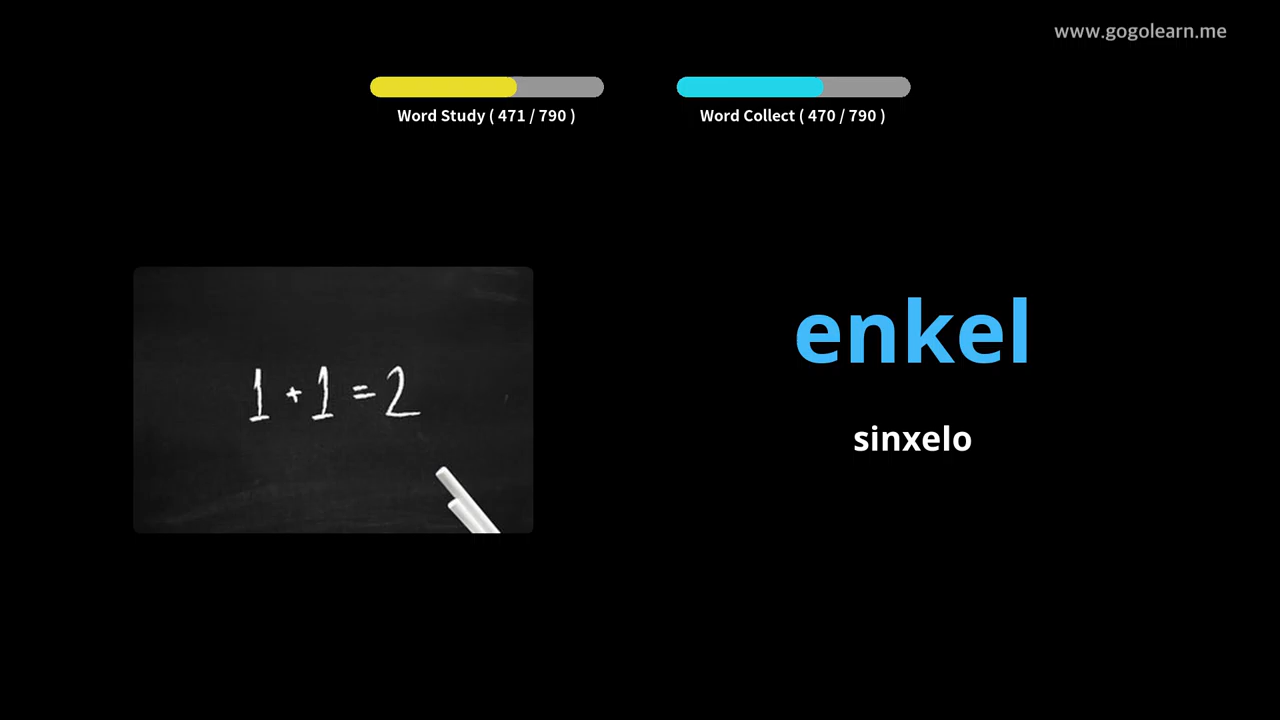 www.gogolearn.me
Word Study ( 471 / 790 )
Word Collect ( 470 / 790 )
1 + 1 = 2
enkel
sinxelo